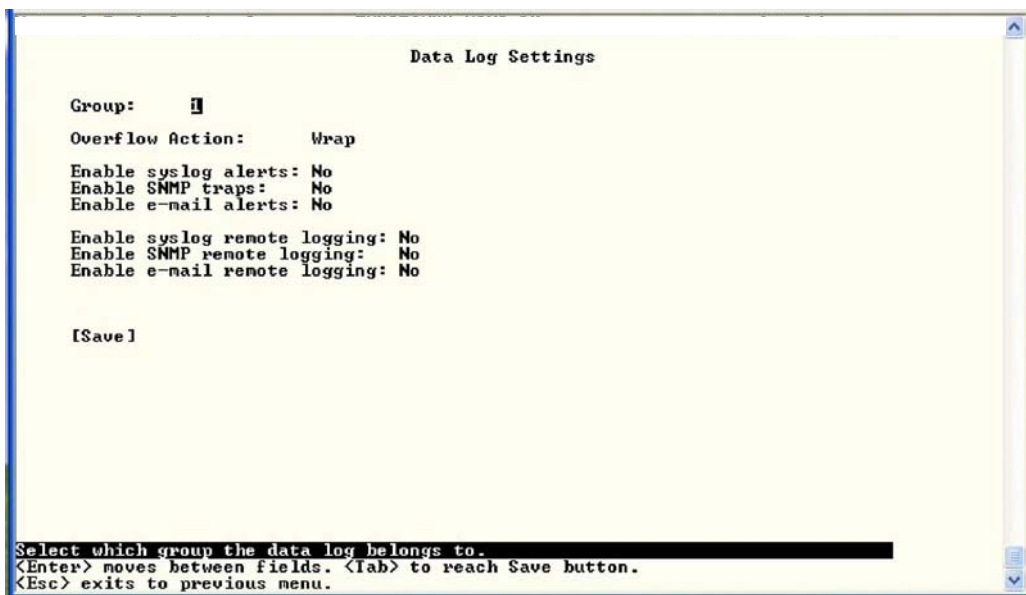 Data Log Settings
Group: 1
Overflow Action: Wrap
Enable syslog alerts: No
Enable SNMP traps: No
Enable e-mail alerts: No
Enable syslog remote logging: No
Enable SNMP remote logging: No
Enable e-mail remote logging: No
[Save]
Select which group the data log belongs to.
<Enter> moves between fields. <Tab> to reach Save button.
<Esc> exits to previous menu.